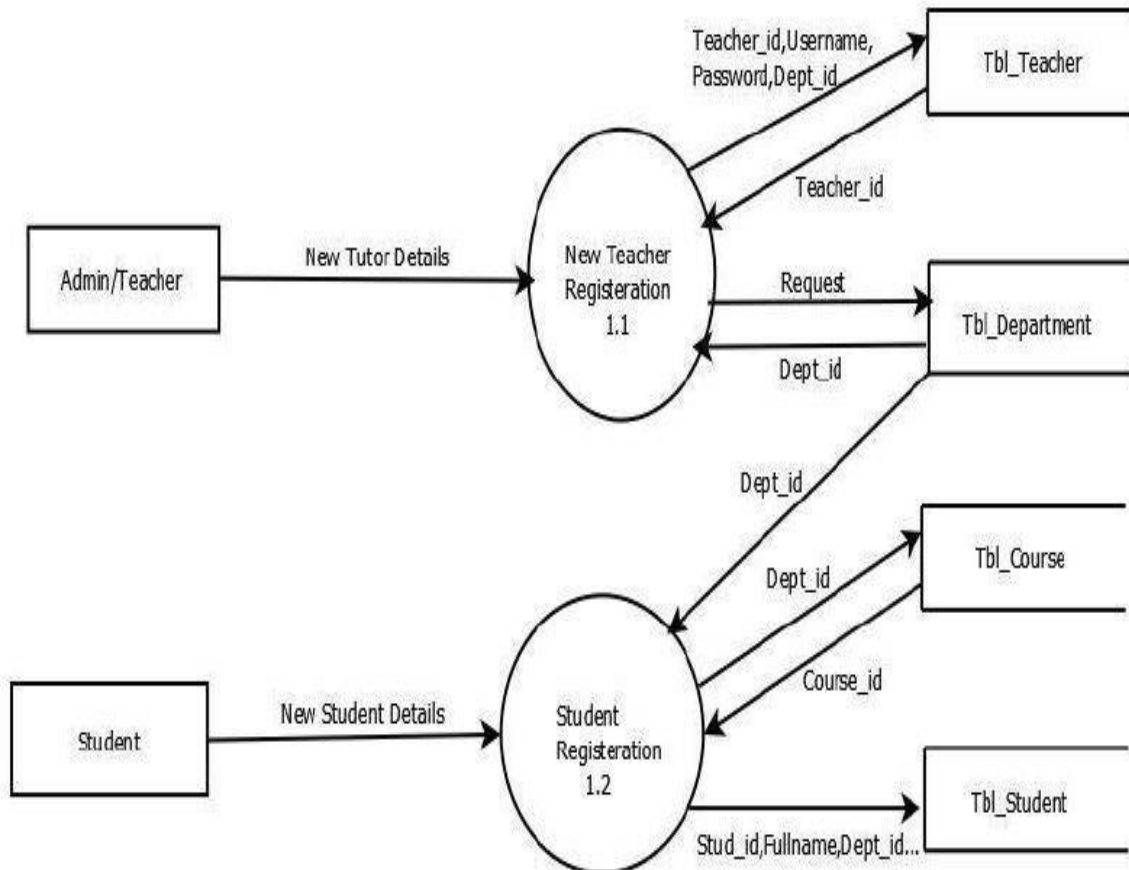 Teacher_id,Username,
Password,Dept_id
Tbl_Teacher
Teacher_id
Admin/Teacher
New Tutor Details
New Teacher
Registeration
1.1
Request
Tbl_Department
Dept_id
Dept_id
Dept_id
Tbl_Course
Course_id
Student
New Student Details
Student
Registeration
1.2
Tbl_Student
Stud_id,Fullname,Dept_id...